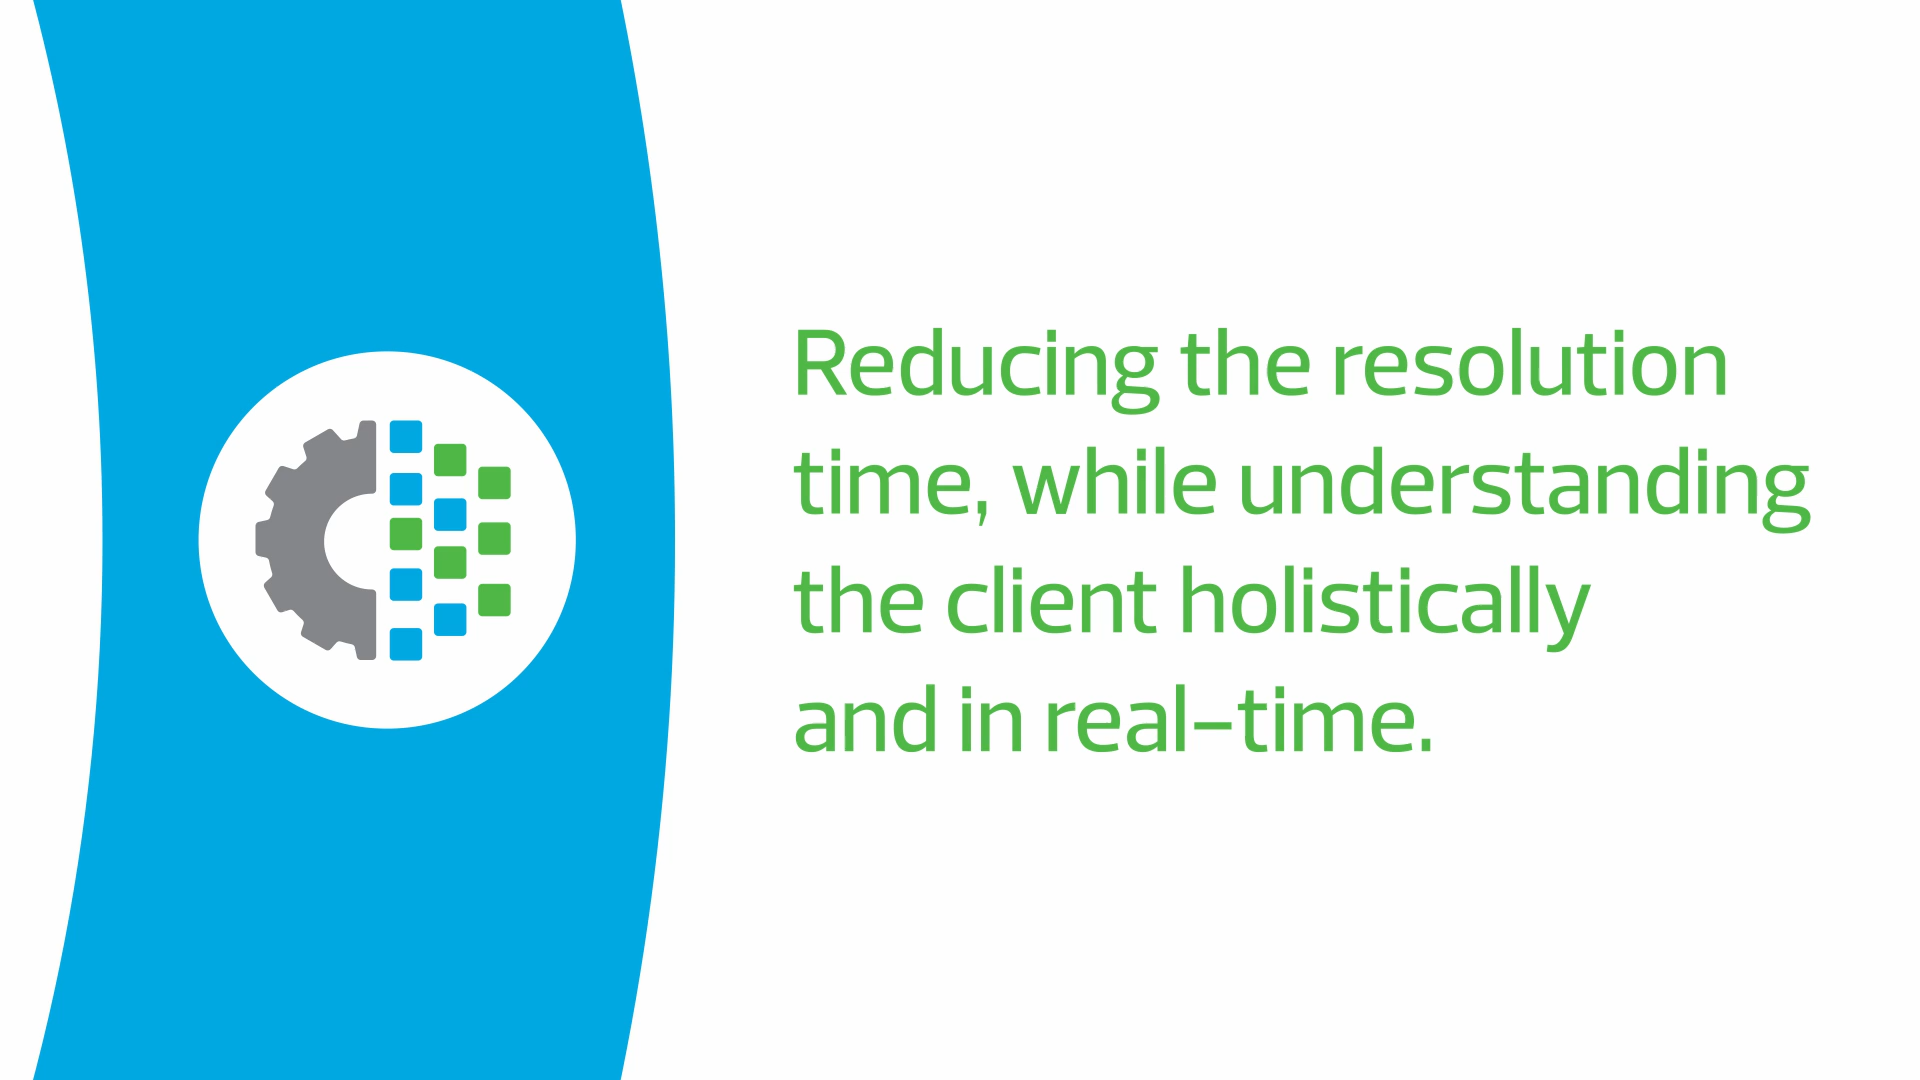 Reducing the resolution
time, while understanding
the client holistically
and in real-time.